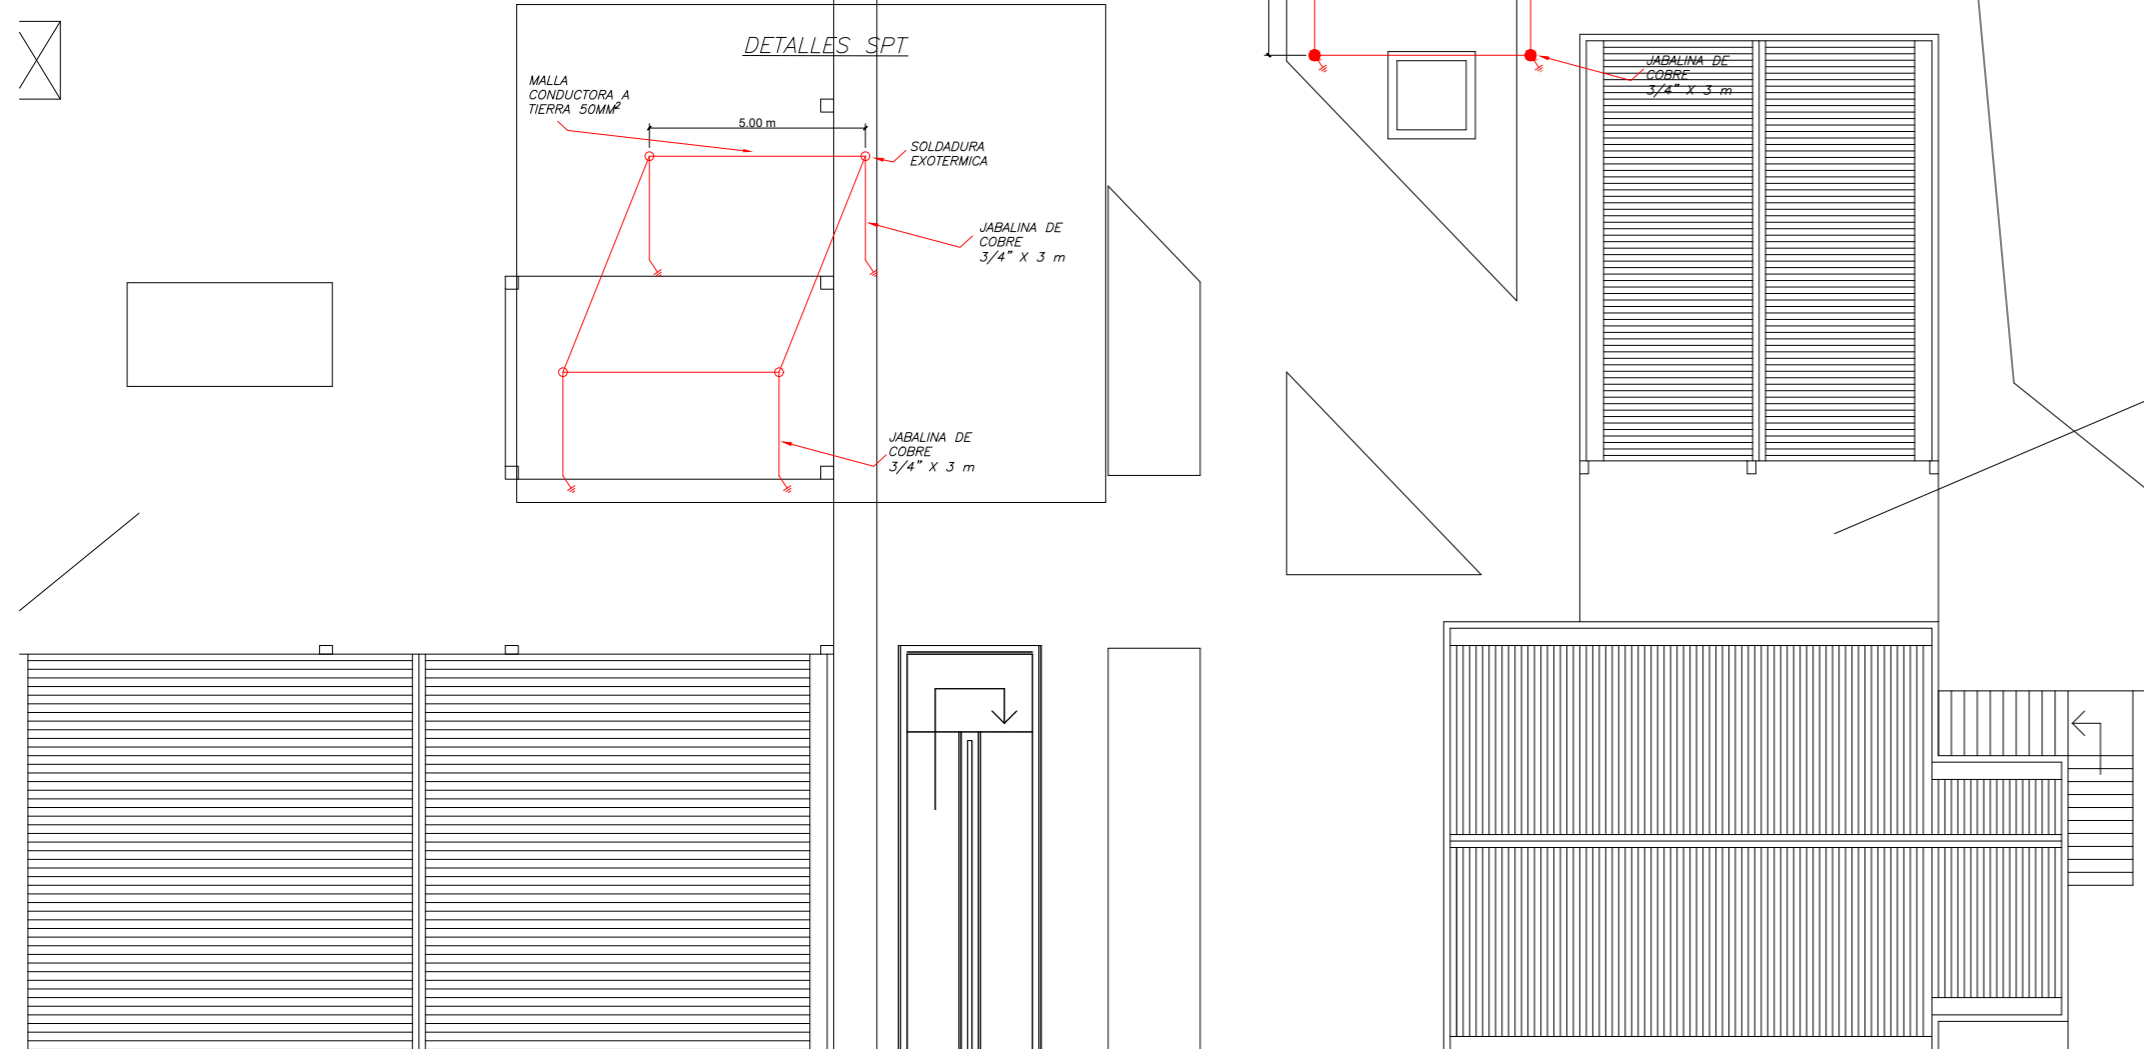 DETALLES SPT
MALLA
CONDUCTORA A
TIERRA 50MM²
5.00 m
SOLDADURA
EXOTERMICA
JABALINA DE
COBRE
3/4" X 3 m
JABALINA DE
COBRE
3/4" X 3 m
JABALINA DE
COBRE
3/4" X 3 m